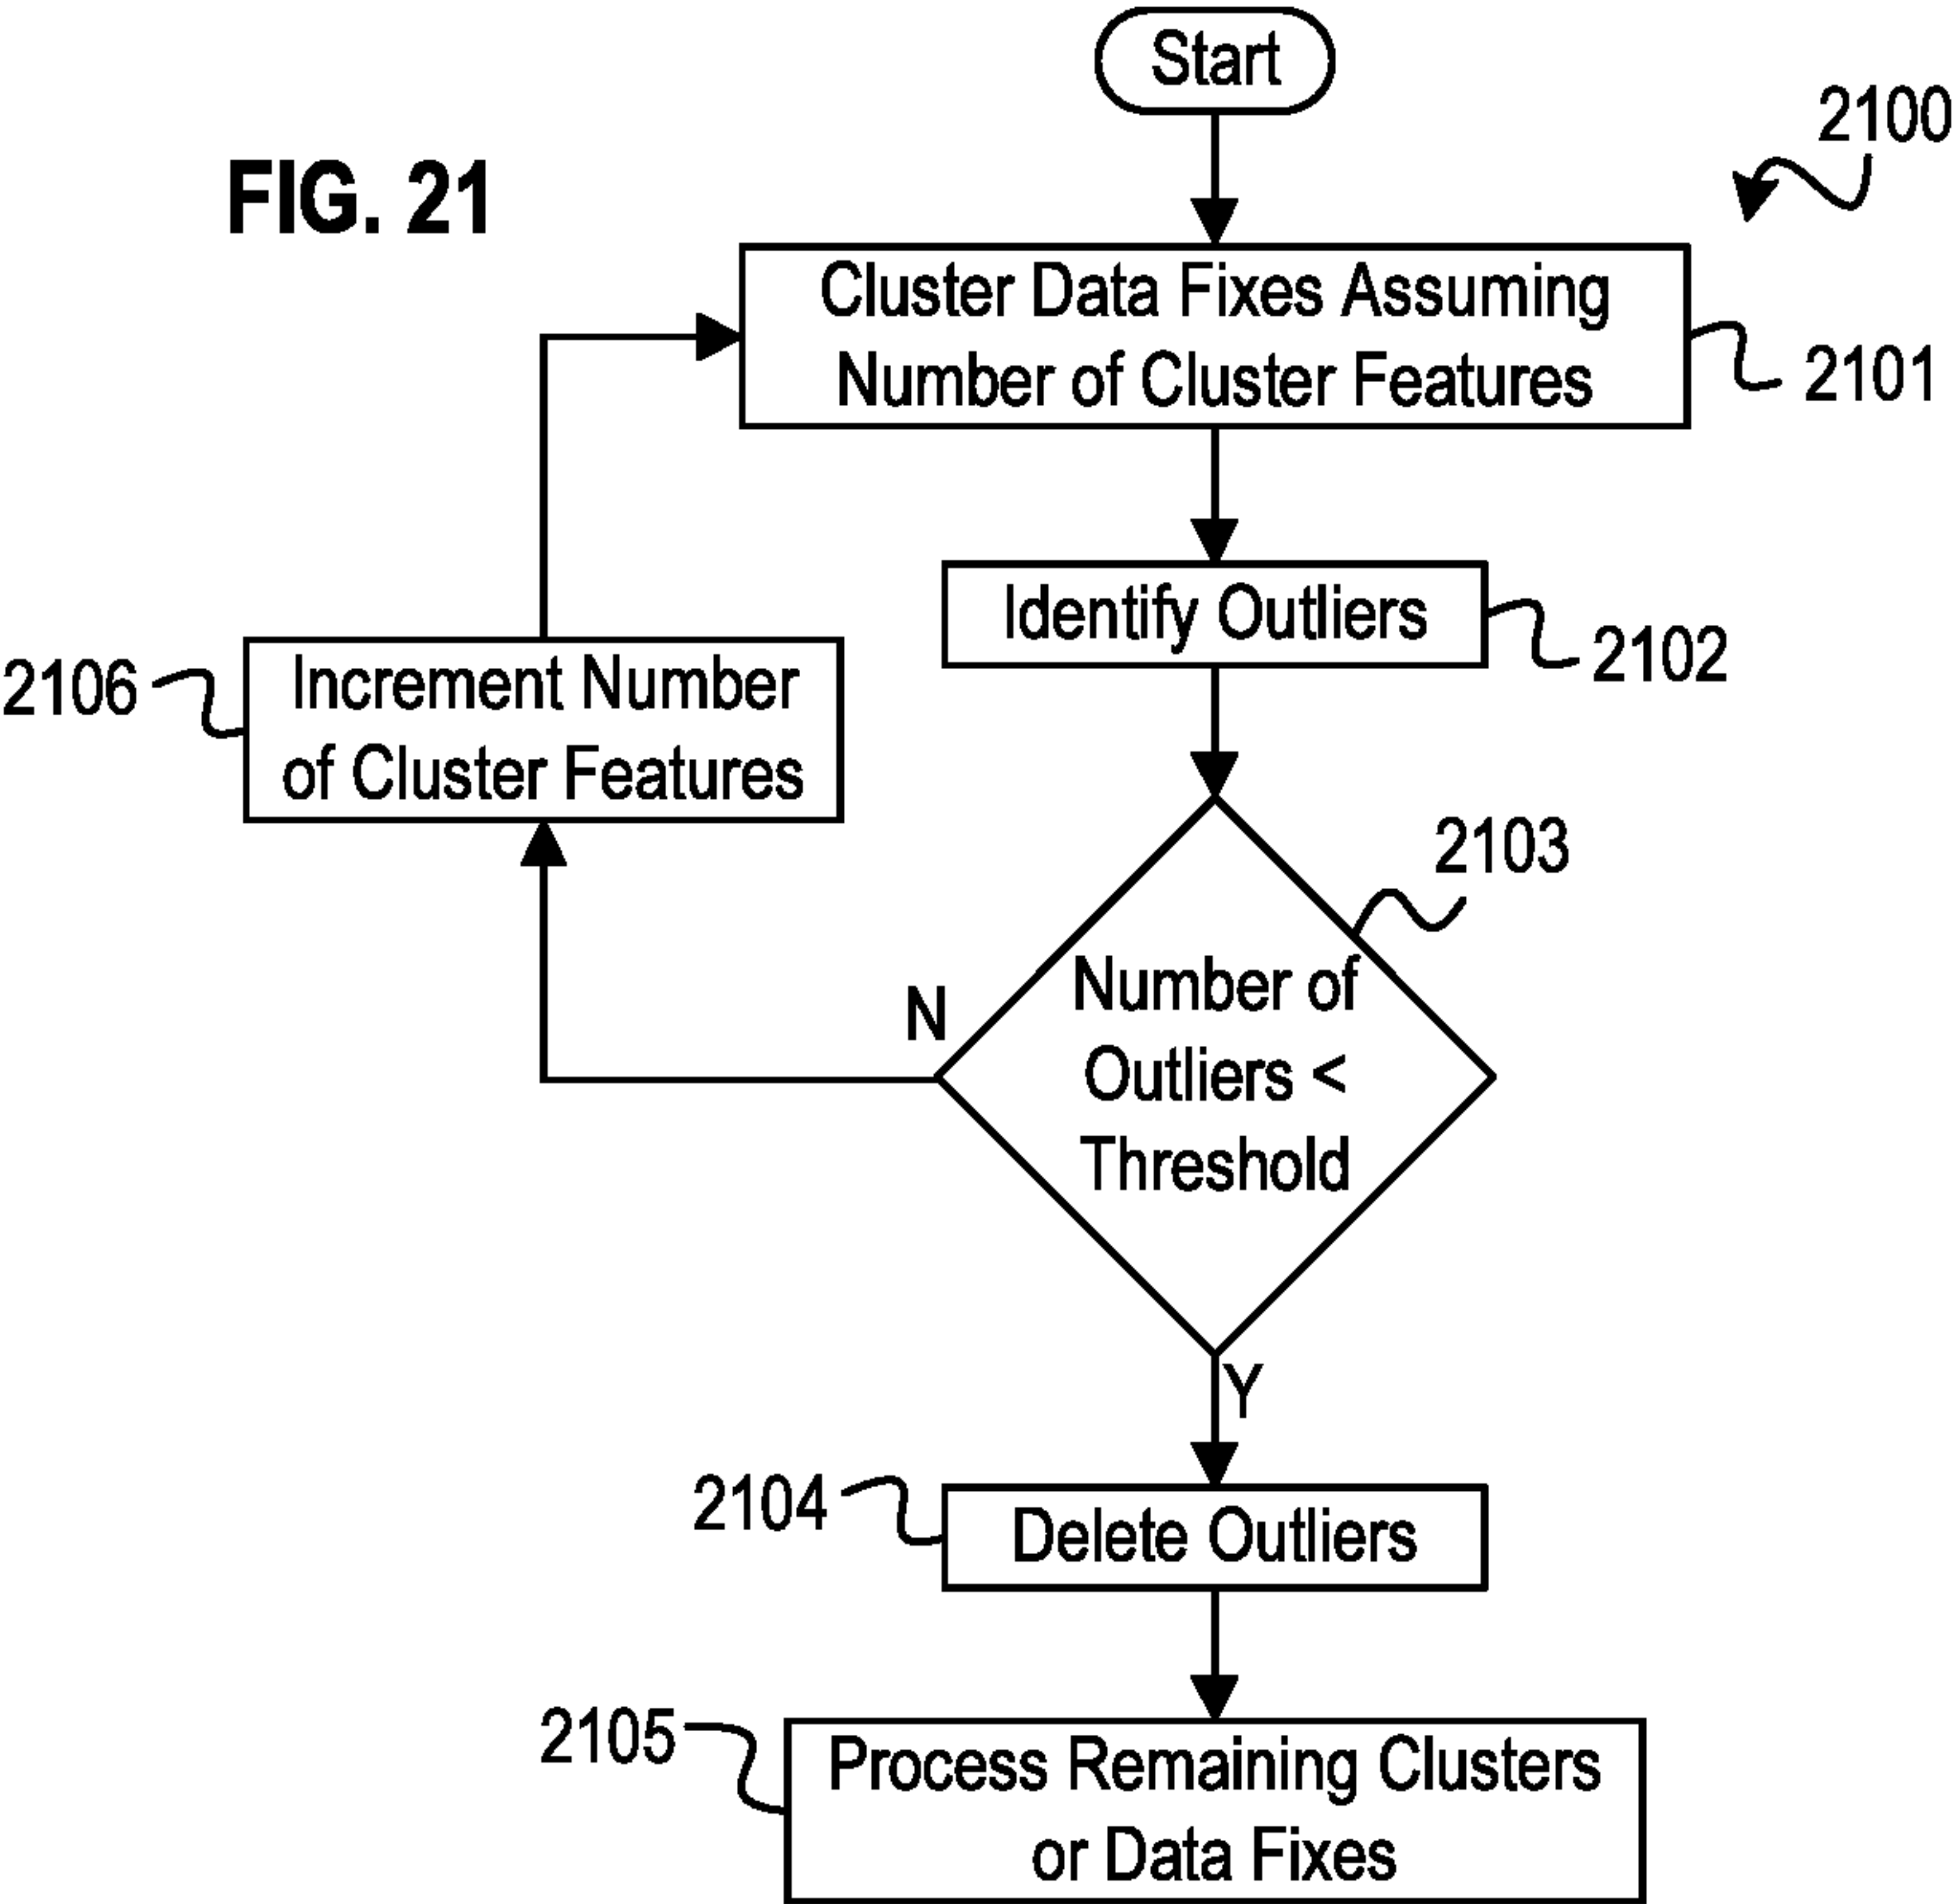 Start
2100
FIG. 21
Cluster Data Fixes Assuming
Number of Cluster Features
2101
Identify Outliers
2102
2106
Increment Number
of Cluster Features
2103
Number of
Outliers <
Threshold
N
Y
2104
Delete Outliers
2105
Process Remaining Clusters
or Data Fixes